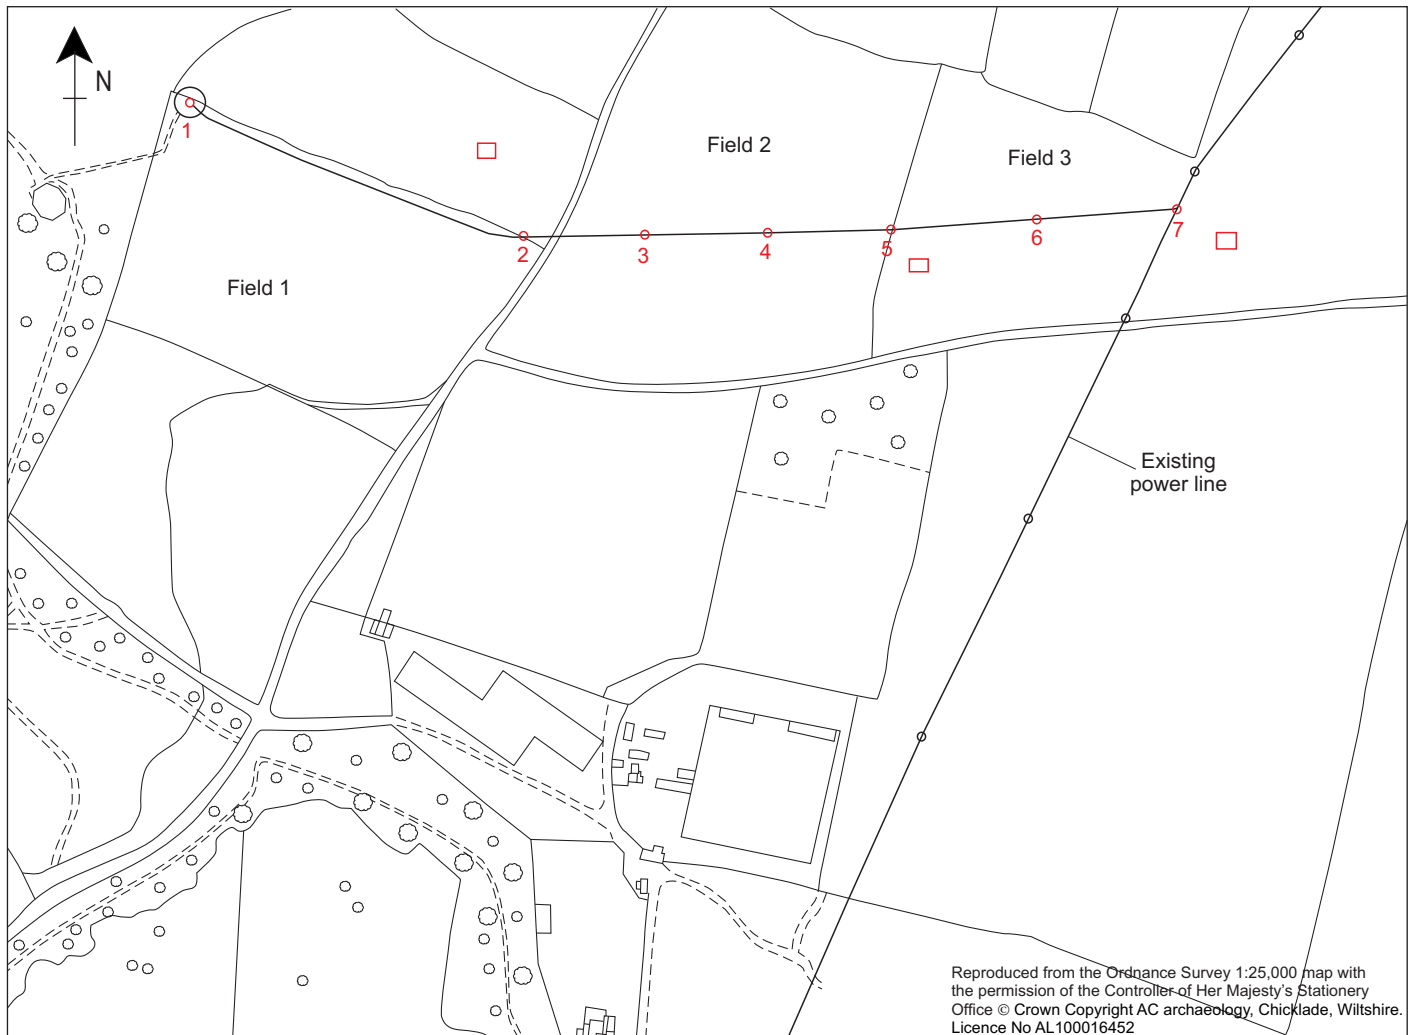 N
1
Field 2
Field 3
2
3
4
5
6
7
Field 1
Existing
power line
Reproduced from the Ordnance Survey 1:25,000 map with
the permission of the Controller of Her Majesty's Stationery
Office © Crown Copyright AC archaeology, Chicklade, Wiltshire.
Licence No AL100016452